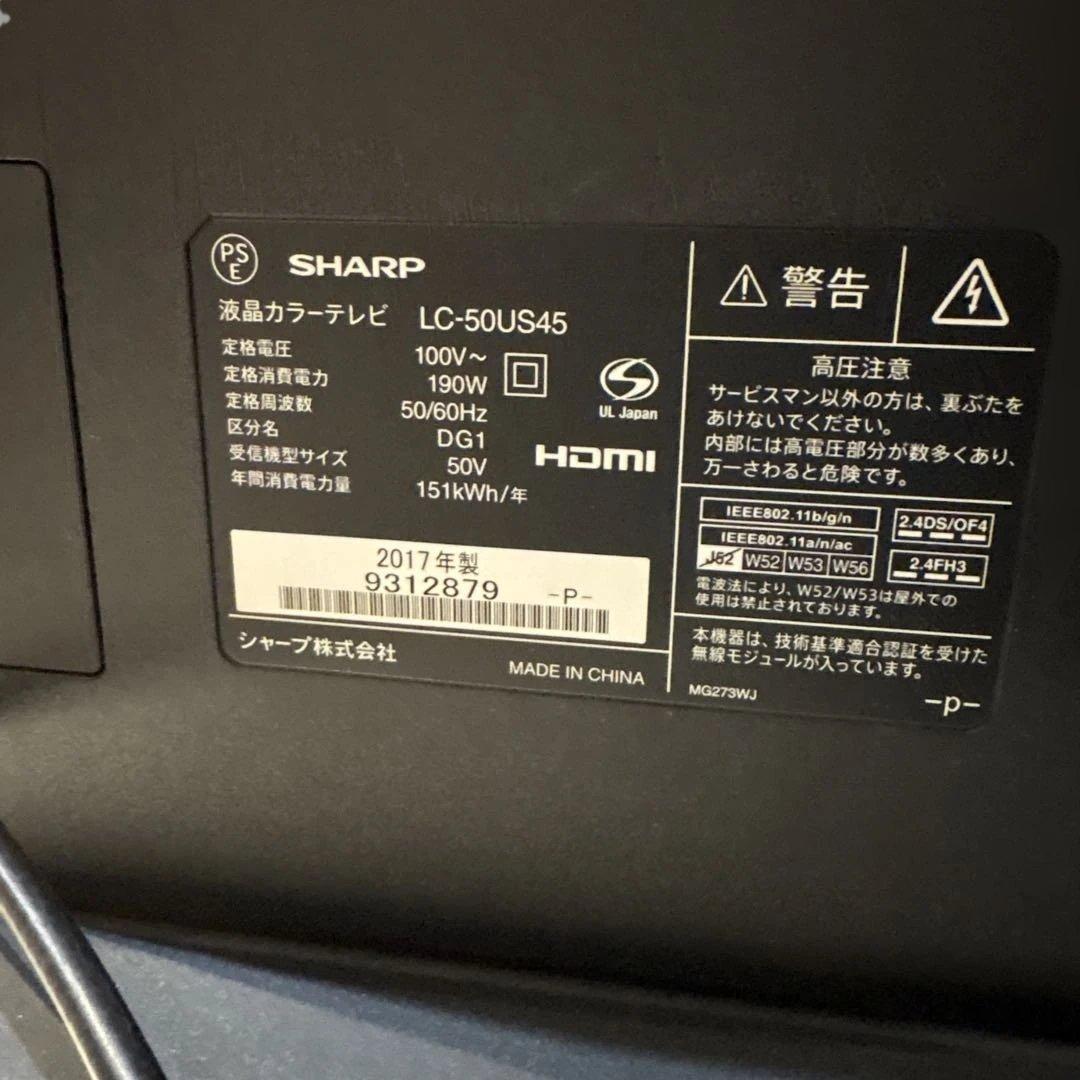 PS
E
SHARP
液晶カラーテレビ LC-50US45
定格電圧 100V～
定格消費電力 190W
定格周波数 50/60Hz
区分名 DG1
受信機型サイズ 50V
年間消費電力量 151kWh/年
UL Japan
HDMI
2017年製
9312879 -P-
シャープ株式会社
MADE IN CHINA
警告
高圧注意
サービスマン以外の方は、裏ぶたを
あけないでください。
内部には高電圧部分が数多くあり、
万一さわると危険です。
IEEE802.11b/g/n
IEEE802.11a/n/ac
J52 W52 W53 W56
2.4DS/OF4
2.4FH3
電波法により、W52/W53は屋外での
使用は禁止されております。
本機器は、技術基準適合認証を受けた
無線モジュールが入っています。
MG273WJ
-p-